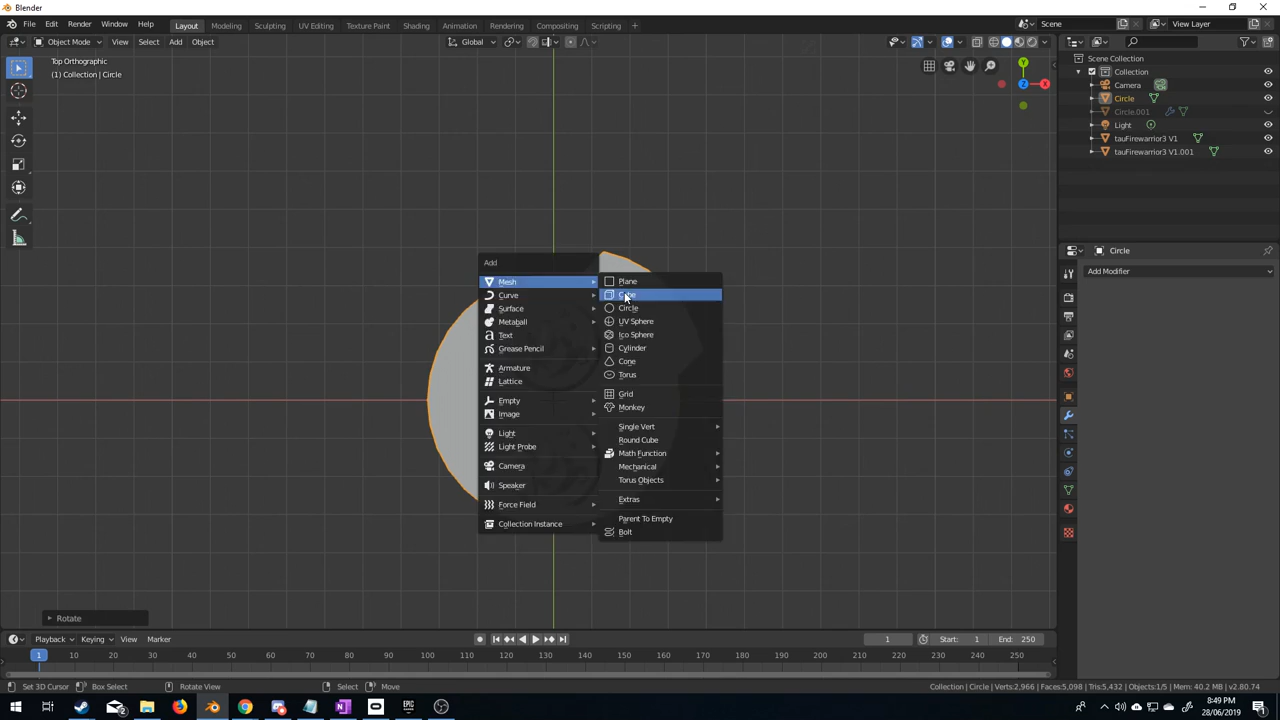 Blender
File Edit Render Window Help Layout Modeling Sculpting UV Editing Texture Paint Shading Animation Rendering Compositing Scripting + Scene View Layer
Object Mode View Select Add Object Global
Top Orthographic
(1) Collection | Circle
Y
X
Z
Scene Collection
Collection
Camera
Circle
Circle.001
Light
tauFirewarrior3 V1
tauFirewarrior3 V1.001
Circle
Add Modifier
Add
Mesh
Curve
Surface
Metaball
Text
Grease Pencil
Armature
Lattice
Empty
Image
Light
Light Probe
Camera
Speaker
Force Field
Collection Instance
Plane
Cube
Circle
UV Sphere
Ico Sphere
Cylinder
Cone
Torus
Grid
Monkey
Single Vert
Round Cube
Math Function
Mechanical
Torus Objects
Extras
Parent To Empty
Bolt
Rotate
Playback Keying View Marker 1 Start: 1 End: 250
1 10 20 30 40 50 60 70 80 90 100 110 120 130 140 150 160 170 180 190 200 210 220 230 240 250
Set 3D Cursor Box Select Rotate View Select Move Collection | Circle | Verts:2,966 | Faces:5,098 | Tris:5,432 | Objects:1/5 | Mem: 40.2 MB | v2.80.74
8:49 PM
28/06/2019